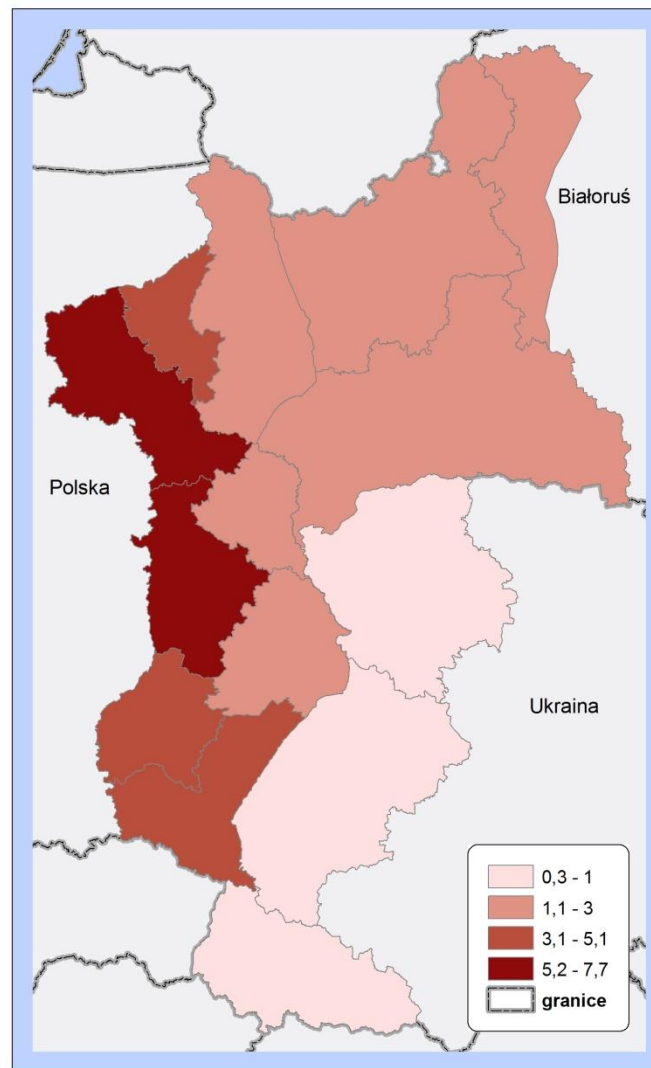 Białoruś
Polska
Ukraina
0,3 - 1
1,1 - 3
3,1 - 5,1
5,2 - 7,7
granice